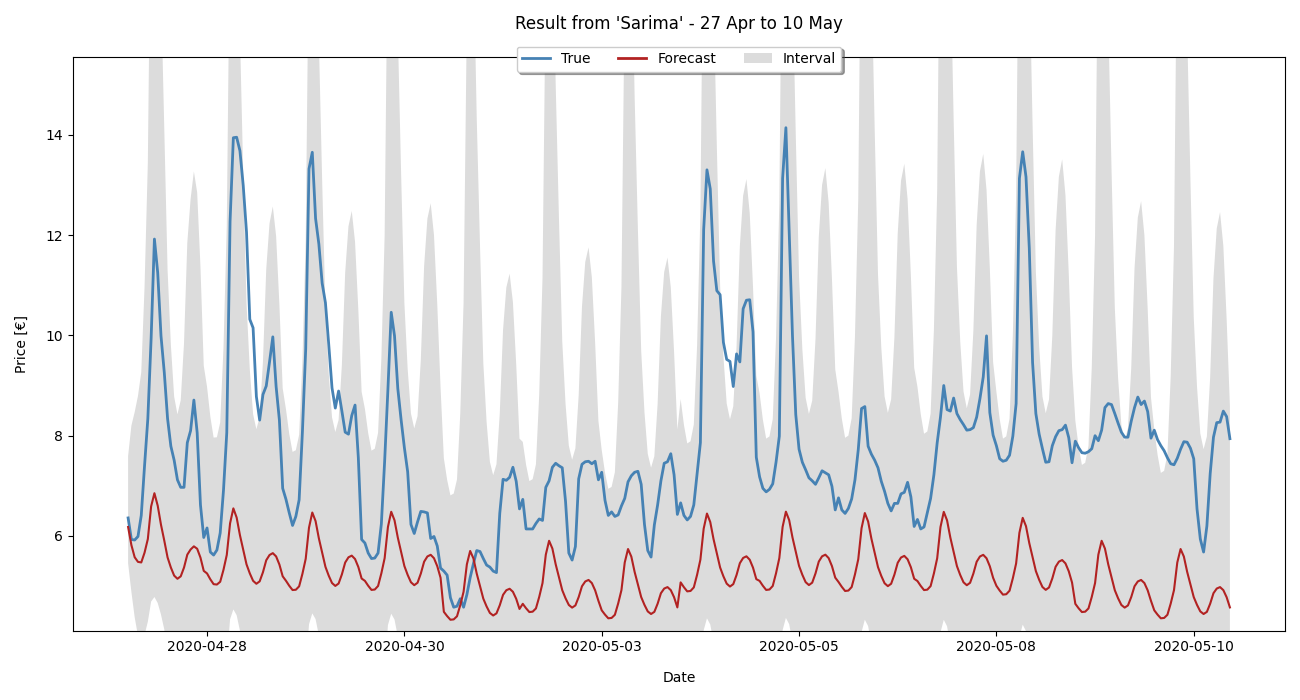 Result from 'Sarima' - 27 Apr to 10 May
True Forecast Interval
Price [€]
14
12
10
8
6
2020-04-28 2020-04-30 2020-05-03 2020-05-05 2020-05-08 2020-05-10
Date